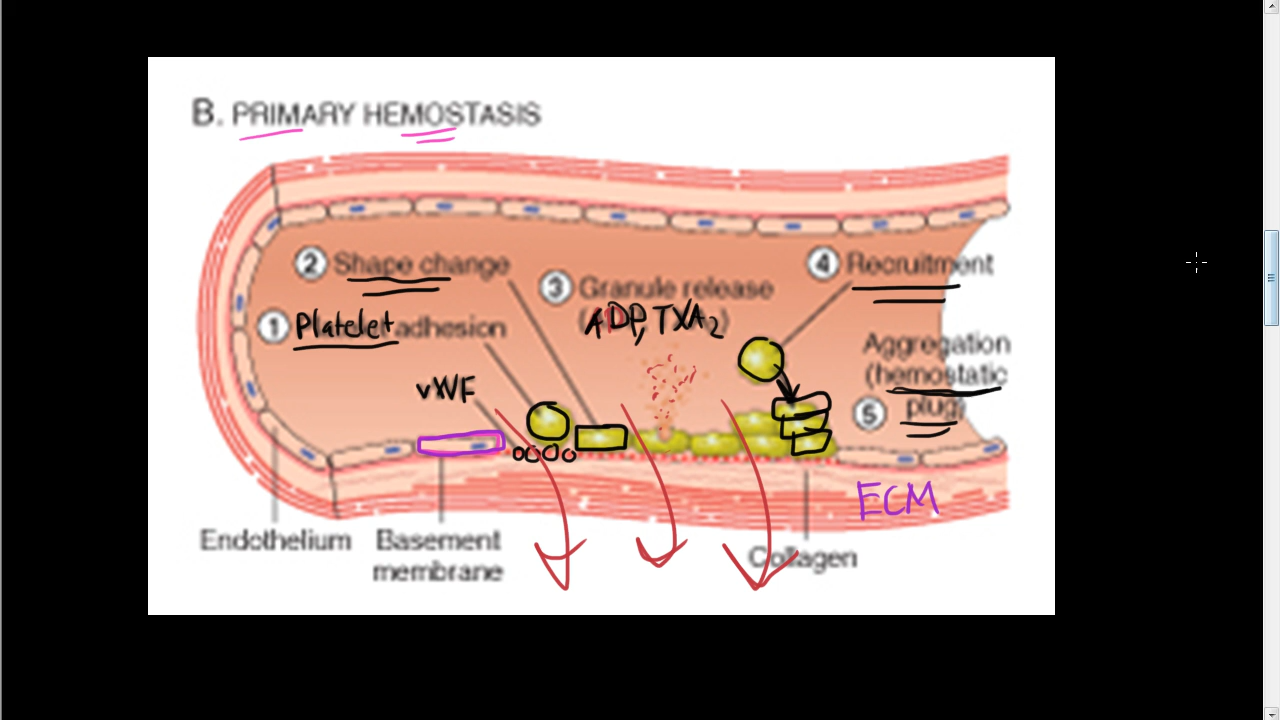 B. PRIMARY HEMOSTASIS
2 Shape change
4 Recruitment
3 Granule release
(ADP, TXA2)
1 Platelet adhesion
Aggregation
(hemostatic
5 plug)
vWF
ECM
Endothelium
Basement
membrane
Collagen